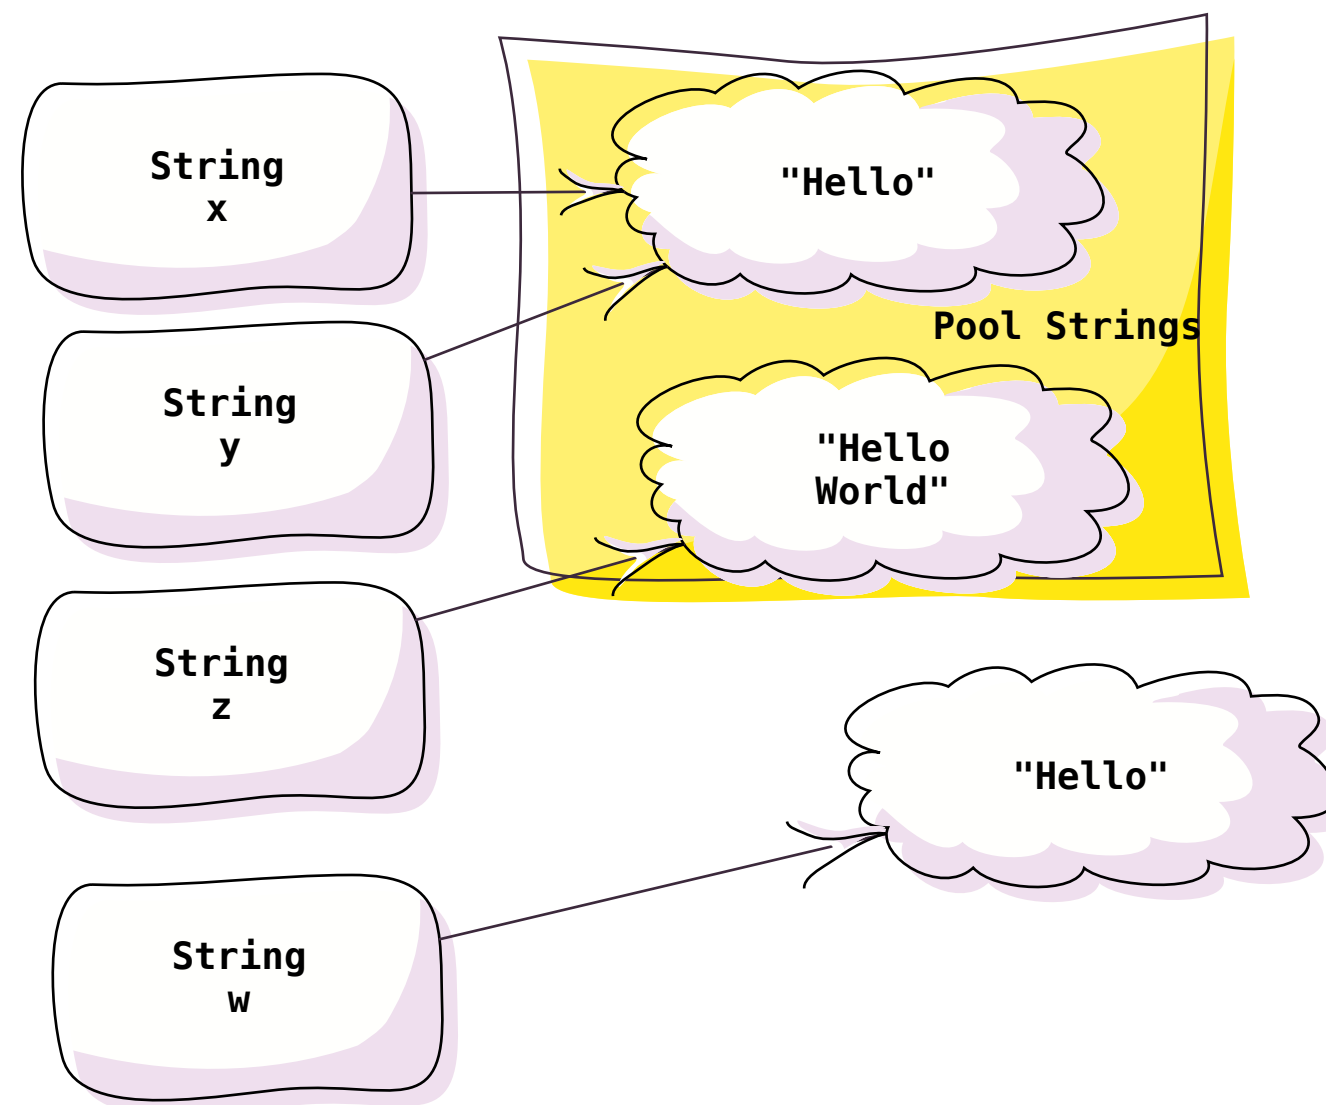 String
x
"Hello"
Pool Strings
String
y
"Hello
World"
String
z
"Hello"
String
w